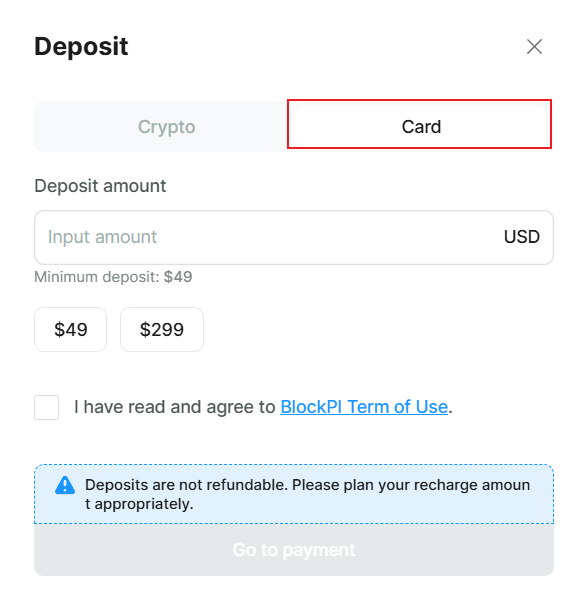 Deposit
Crypto
Card
Deposit amount
Input amount
USD
Minimum deposit: $49
$49
$299
I have read and agree to BlockPI Term of Use.
Deposits are not refundable. Please plan your recharge amoun
t appropriately.
Go to payment